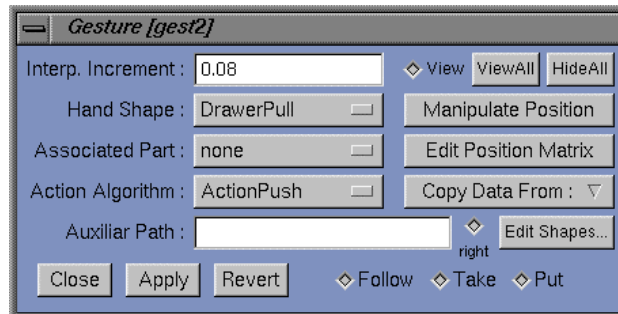 Gesture [gest2]
Interp. Increment : 0.08 View ViewAll HideAll
Hand Shape : DrawerPull Manipulate Position
Associated Part : none Edit Position Matrix
Action Algorithm : ActionPush Copy Data From :
Auxiliar Path : right Edit Shapes...
Close Apply Revert Follow Take Put